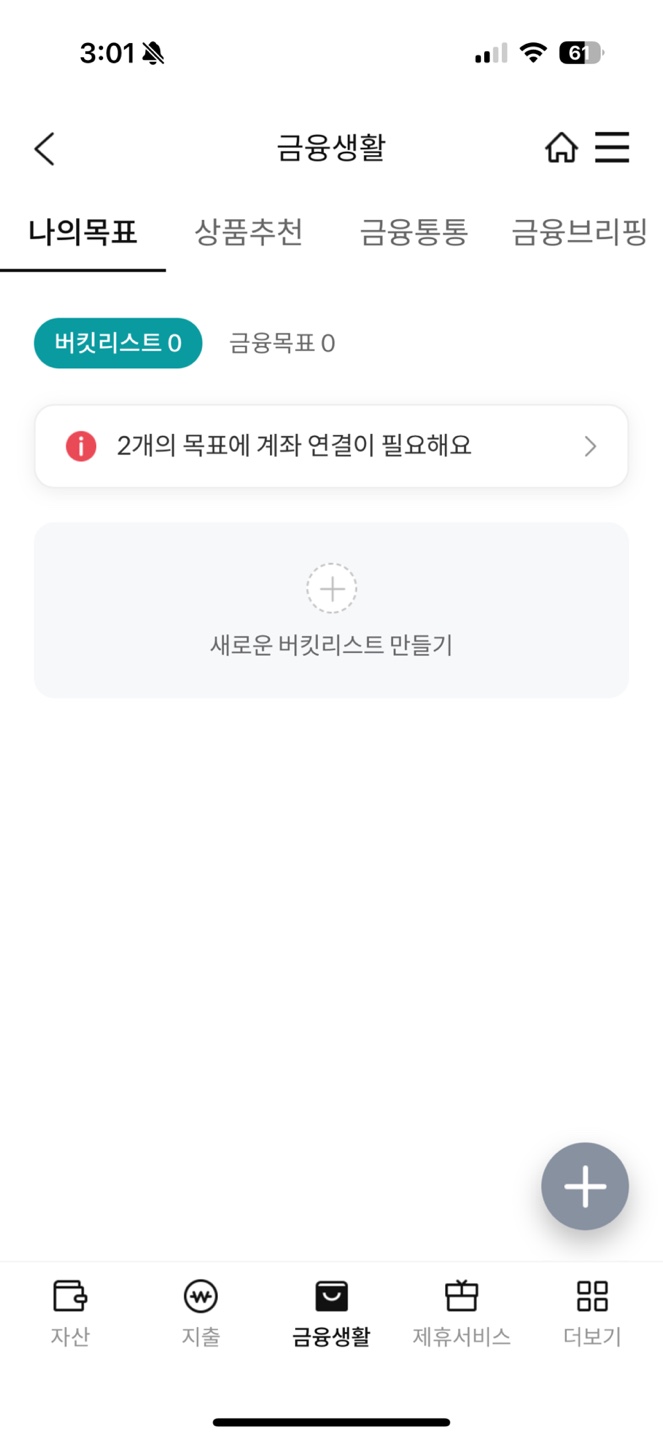 3:01
61
금융생활
나의목표 상품추천 금융통통 금융브리핑
버킷리스트 0 금융목표 0
2개의 목표에 계좌 연결이 필요해요
새로운 버킷리스트 만들기
자산 지출 금융생활 제휴서비스 더보기